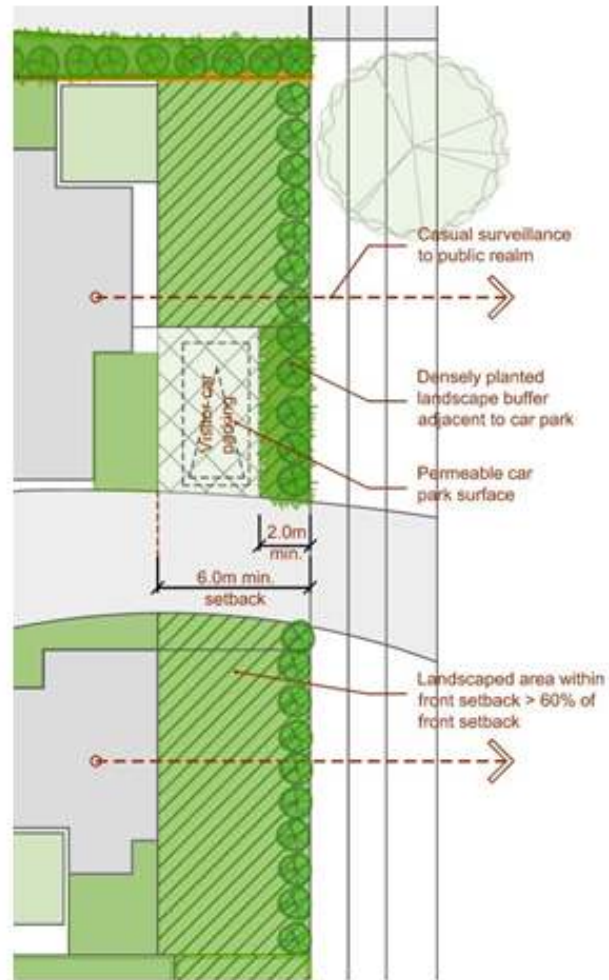 Casual surveillance
to public realm
Densely planted
landscape buffer
adjacent to car park
Visitor car
Permeable car
park surface
2.0m
min.
6.0m min.
setback
Landscaped area within
front setback > 60% of
front setback